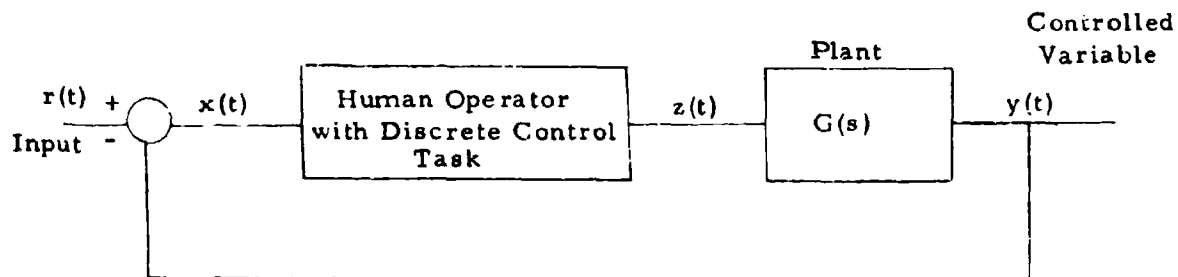 Controlled
Variable
Plant
r(t) +
x(t)
Human Operator
with Discrete Control
Task
z(t)
G(s)
y(t)
Input -